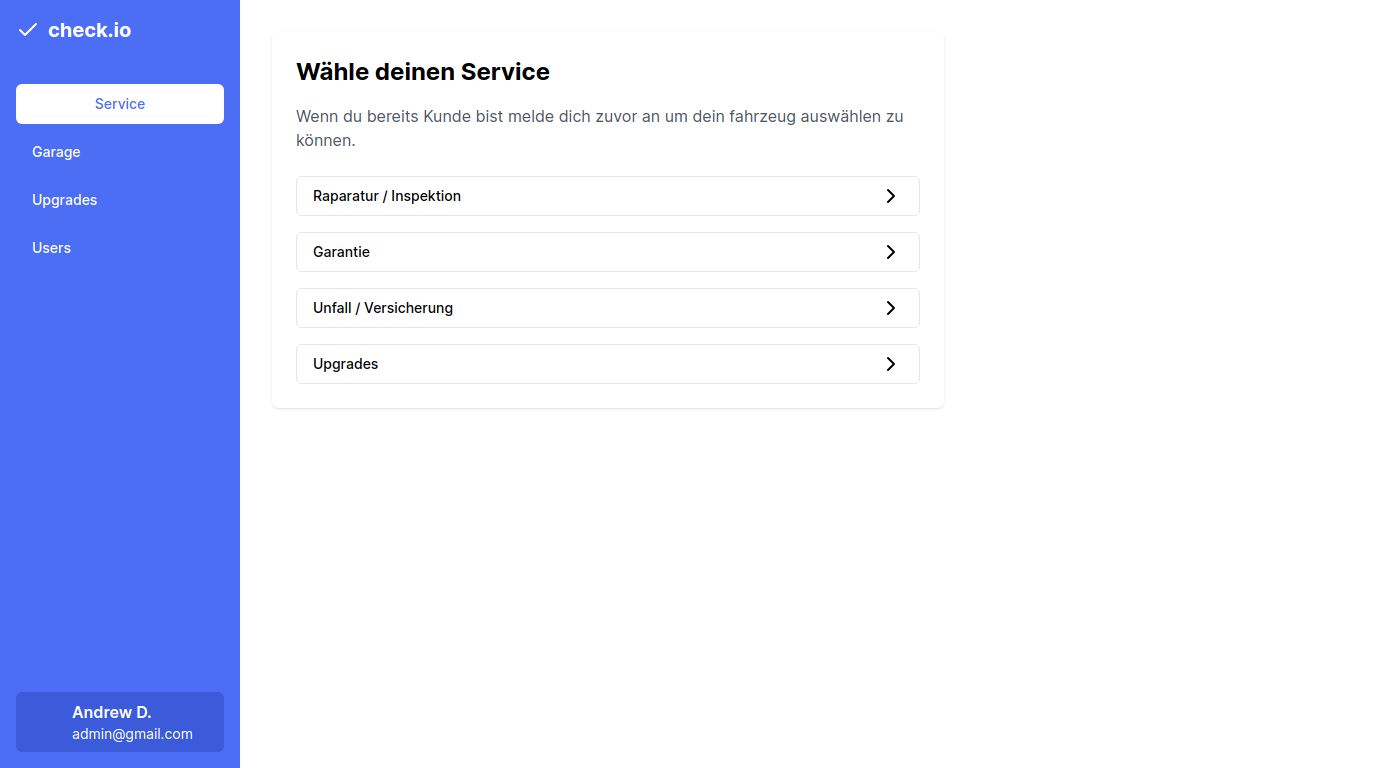 check.io
Service
Garage
Upgrades
Users
Andrew D.
admin@gmail.com
Wähle deinen Service
Wenn du bereits Kunde bist melde dich zuvor an um dein fahrzeug auswählen zu
können.
Raparatur / Inspektion
Garantie
Unfall / Versicherung
Upgrades